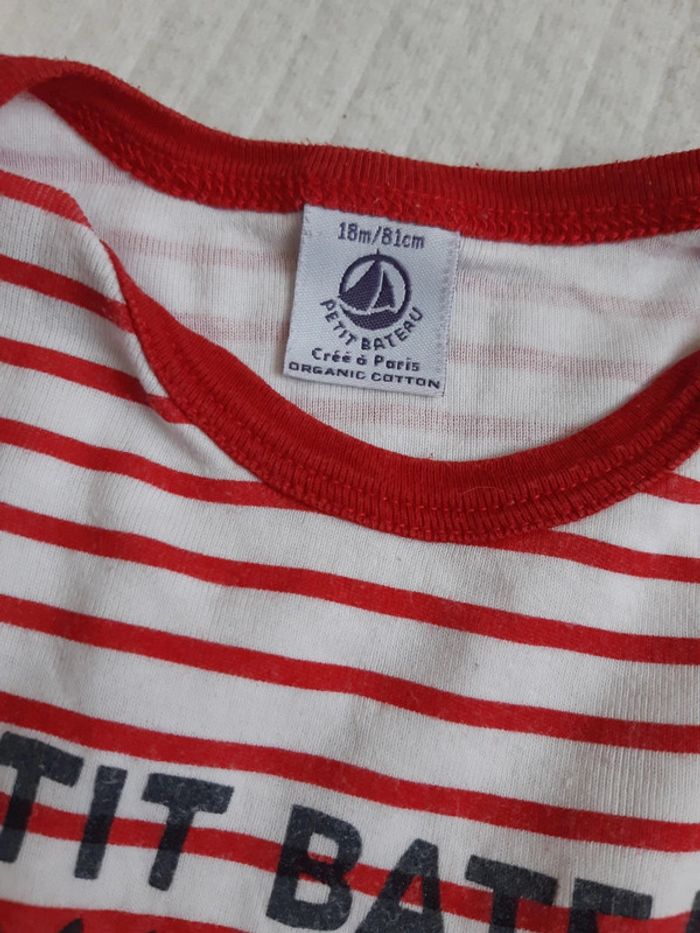 18m/81cm
PETIT BATEAU
Créé à Paris
ORGANIC COTTON
TIT BATE